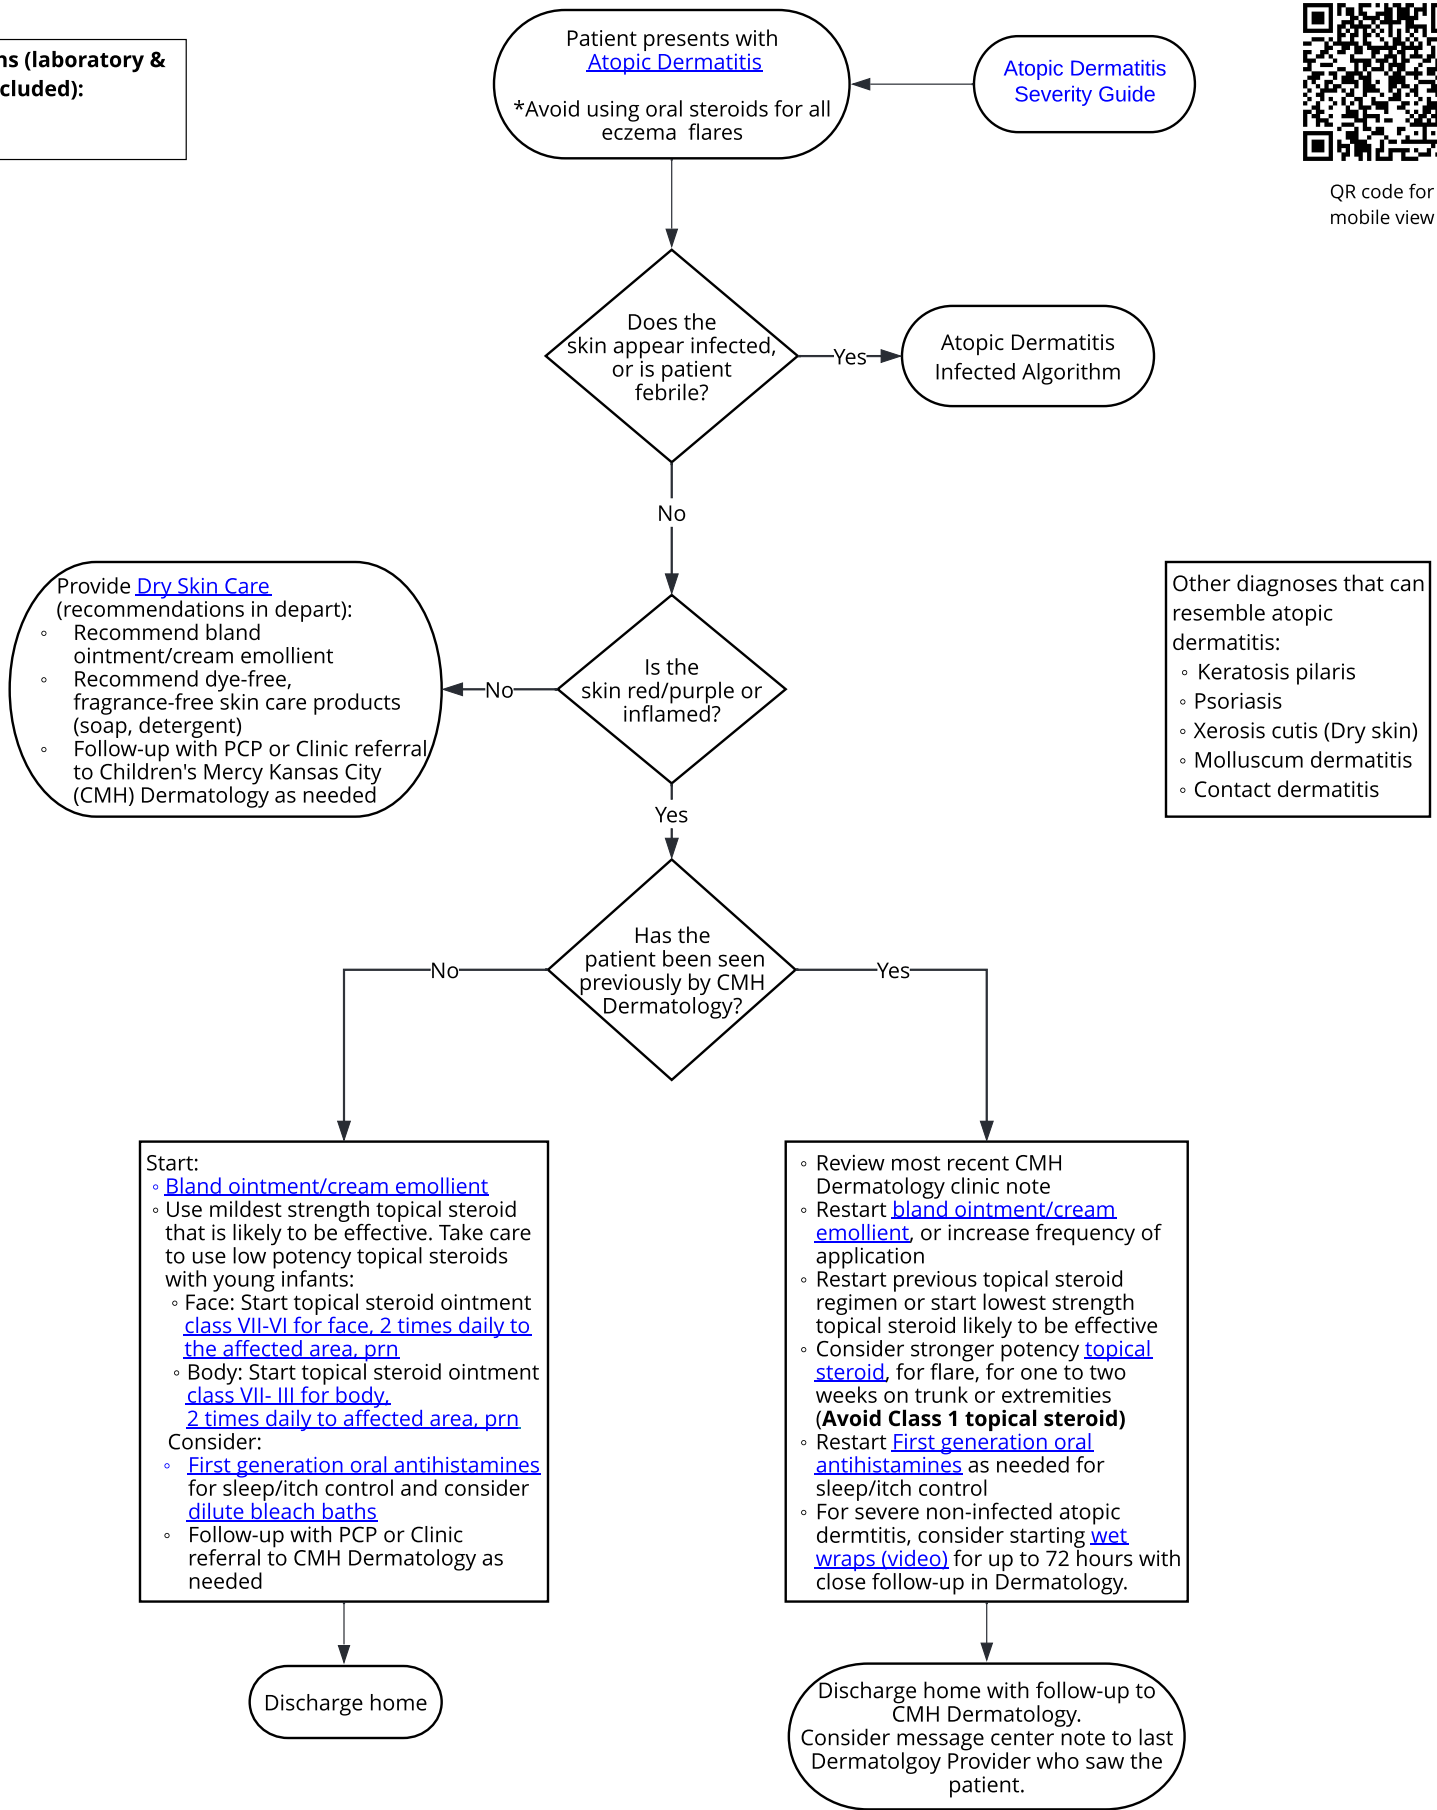 ns (laboratory &
cluded):
Patient presents with
Atopic Dermatitis
*Avoid using oral steroids for all
eczema flares
Atopic Dermatitis
Severity Guide
QR code for
mobile view
Does the
skin appear infected,
or is patient
febrile?
Yes
Atopic Dermatitis
Infected Algorithm
No
Provide Dry Skin Care
(recommendations in depart):
◦ Recommend bland
ointment/cream emollient
◦ Recommend dye-free,
fragrance-free skin care products
(soap, detergent)
◦ Follow-up with PCP or Clinic referral
to Children's Mercy Kansas City
(CMH) Dermatology as needed
No
Is the
skin red/purple or
inflamed?
Other diagnoses that can
resemble atopic
dermatitis:
◦ Keratosis pilaris
◦ Psoriasis
◦ Xerosis cutis (Dry skin)
◦ Molluscum dermatitis
◦ Contact dermatitis
Yes
Has the
patient been seen
previously by CMH
Dermatology?
No
Yes
Start:
◦ Bland ointment/cream emollient
◦ Use mildest strength topical steroid
that is likely to be effective. Take care
to use low potency topical steroids
with young infants:
◦ Face: Start topical steroid ointment
class VII-VI for face, 2 times daily to
the affected area, prn
◦ Body: Start topical steroid ointment
class VII- III for body,
2 times daily to affected area, prn
Consider:
◦ First generation oral antihistamines
for sleep/itch control and consider
dilute bleach baths
◦ Follow-up with PCP or Clinic
referral to CMH Dermatology as
needed
◦ Review most recent CMH
Dermatology clinic note
◦ Restart bland ointment/cream
emollient, or increase frequency of
application
◦ Restart previous topical steroid
regimen or start lowest strength
topical steroid likely to be effective
◦ Consider stronger potency topical
steroid, for flare, for one to two
weeks on trunk or extremities
(Avoid Class 1 topical steroid)
◦ Restart First generation oral
antihistamines as needed for
sleep/itch control
◦ For severe non-infected atopic
dermtitis, consider starting wet
wraps (video) for up to 72 hours with
close follow-up in Dermatology.
Discharge home
Discharge home with follow-up to
CMH Dermatology.
Consider message center note to last
Dermatolgoy Provider who saw the
patient.